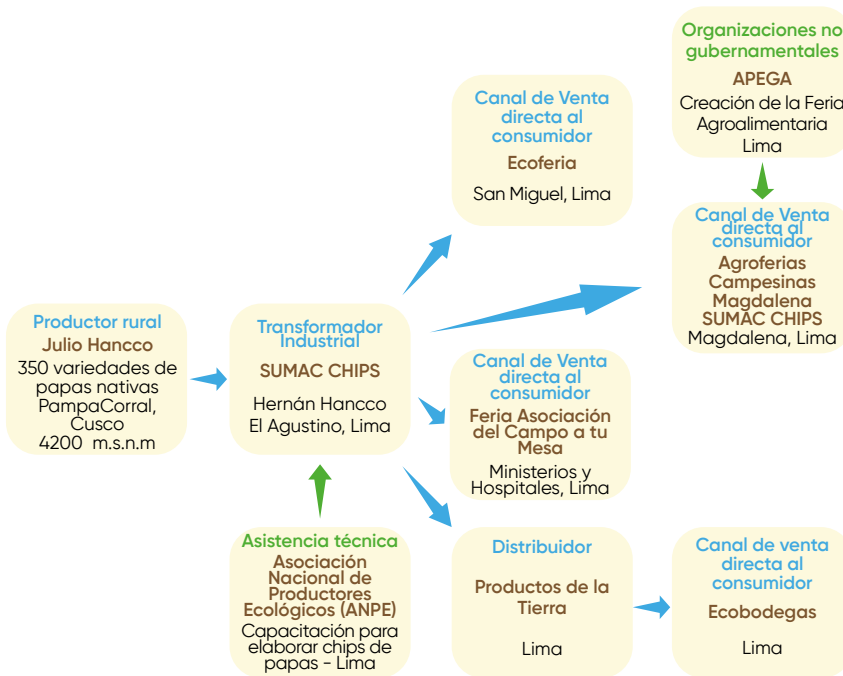 Productor rural
Julio Hancco
350 variedades de
papas nativas
PampaCorral,
Cusco
4200 m.s.n.m
Transformador
Industrial
SUMAC CHIPS
Hernán Hancco
El Agustino, Lima
Asistencia técnica
Asociación
Nacional de
Productores
Ecológicos (ANPE)
Capacitación para
elaborar chips de
papas - Lima
Canal de Venta
directa al
consumidor
Ecoferia
San Miguel, Lima
Canal de Venta
directa al
consumidor
Feria Asociación
del Campo a tu
Mesa
Ministerios y
Hospitales, Lima
Distribuidor
Productos de la
Tierra
Lima
Organizaciones no
gubernamentales
APEGA
Creación de la Feria
Agroalimentaria
Lima
Canal de Venta
directa al
consumidor
Agroferias
Campesinas
Magdalena
SUMAC CHIPS
Magdalena, Lima
Canal de venta
directa al
consumidor
Ecobodegas
Lima